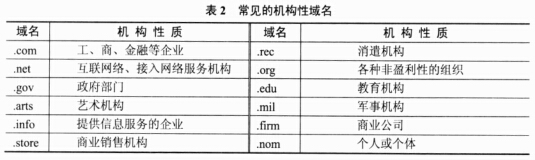 表 2 常见的机构性域名
域名 机构性质 域名 机构性质
.com 工、商、金融等企业 .rec 消遣机构
.net 互联网络、接入网络服务机构 .org 各种非盈利性的组织
.gov 政府部门 .edu 教育机构
.arts 艺术机构 .mil 军事机构
.info 提供信息服务的企业 .firm 商业公司
.store 商业销售机构 .nom 个人或个体